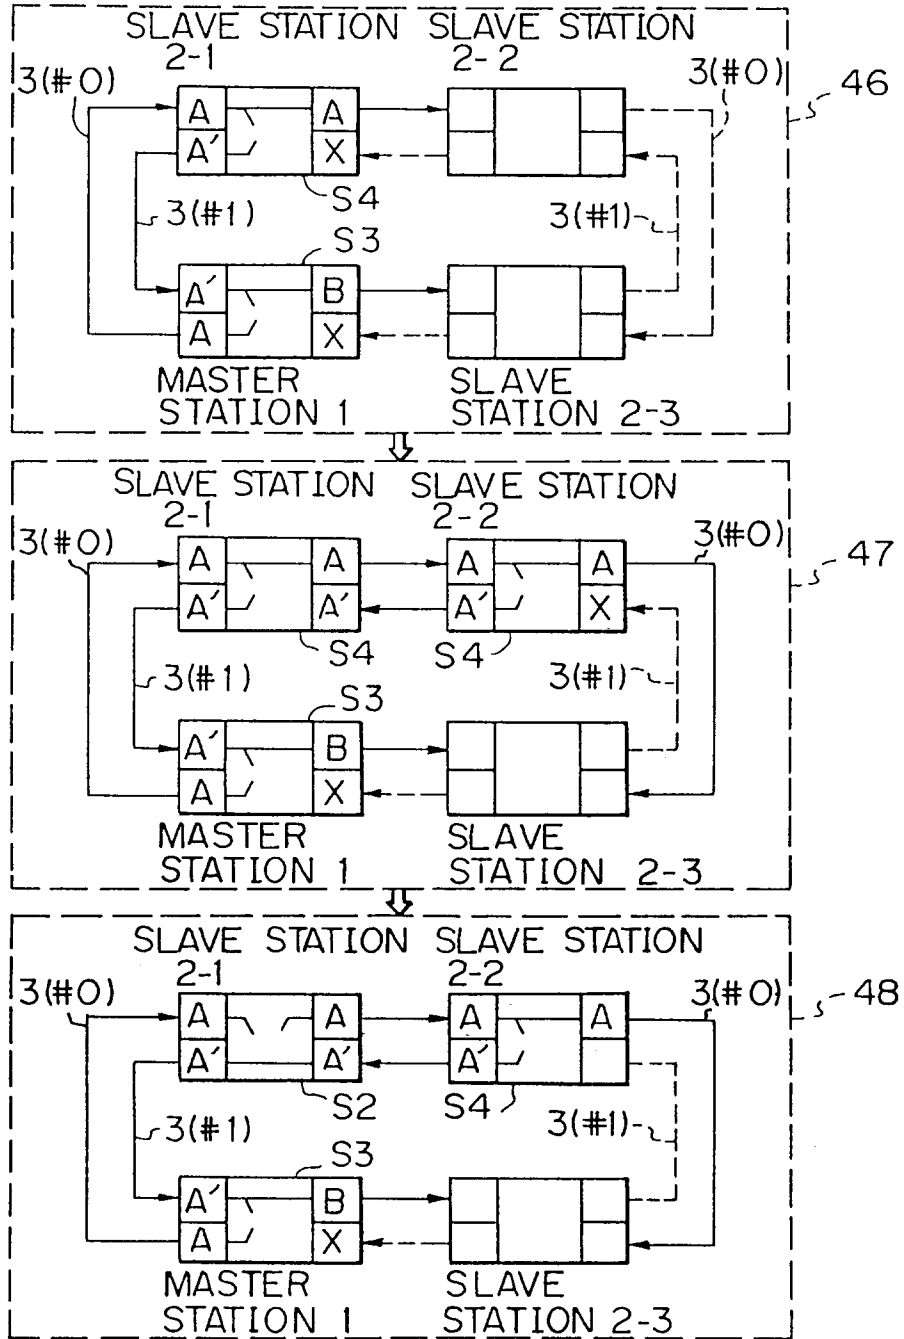 SLAVE STATION SLAVE STATION
2-1 2-2
3(#0) 3(#0) 46
A A
A' X
S4
3(#1) 3(#1)
S3
A' B
A X
MASTER SLAVE
STATION 1 STATION 2-3
SLAVE STATION SLAVE STATION
2-1 2-2
3(#0) 3(#0) 47
A A A A
A' A' A' X
S4 S4
3(#1) 3(#1)
S3
A' B
A X
MASTER SLAVE
STATION 1 STATION 2-3
SLAVE STATION SLAVE STATION
2-1 2-2
3(#0) 3(#0) 48
A A A A
A' A' A'
S2 S4
3(#1) 3(#1)
S3
A' B
A X
MASTER SLAVE
STATION 1 STATION 2-3